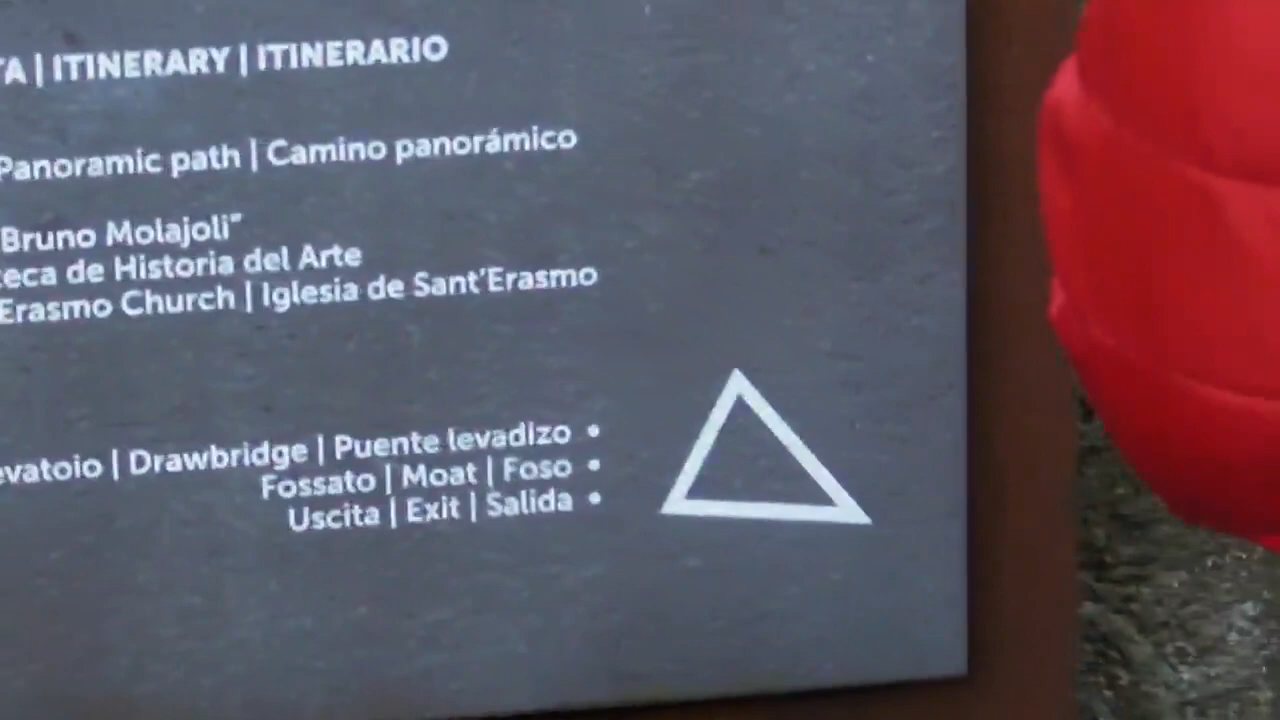 TA | ITINERARY | ITINERARIO
Panoramic path | Camino panorámico
Bruno Molajoli"
teca de Historia del Arte
Erasmo Church | Iglesia de Sant'Erasmo
evatoio | Drawbridge | Puente levadizo •
Fossato | Moat | Foso •
Uscita | Exit | Salida •